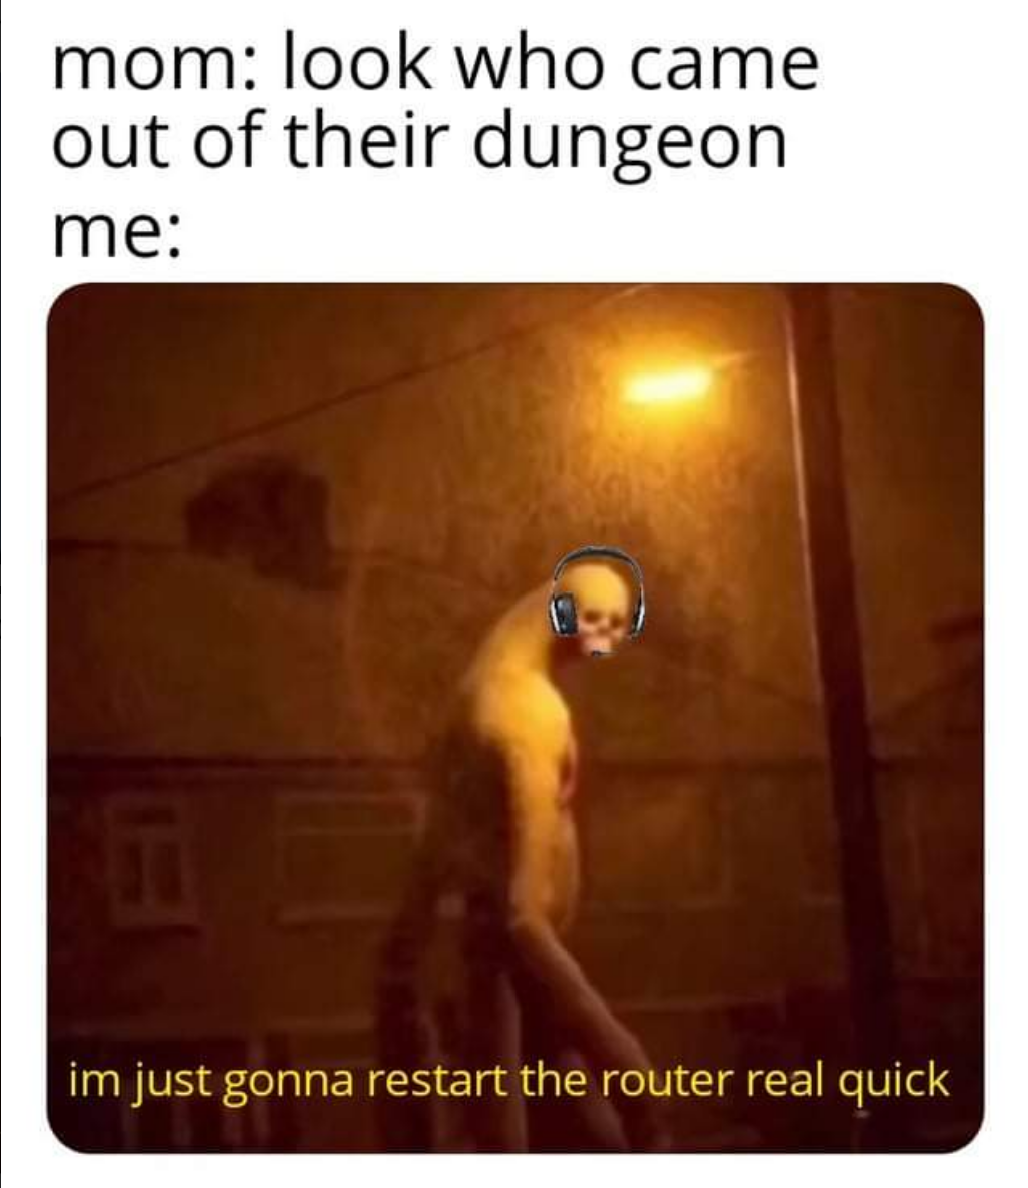 mom: look who came
out of their dungeon
me:
im just gonna restart the router real quick